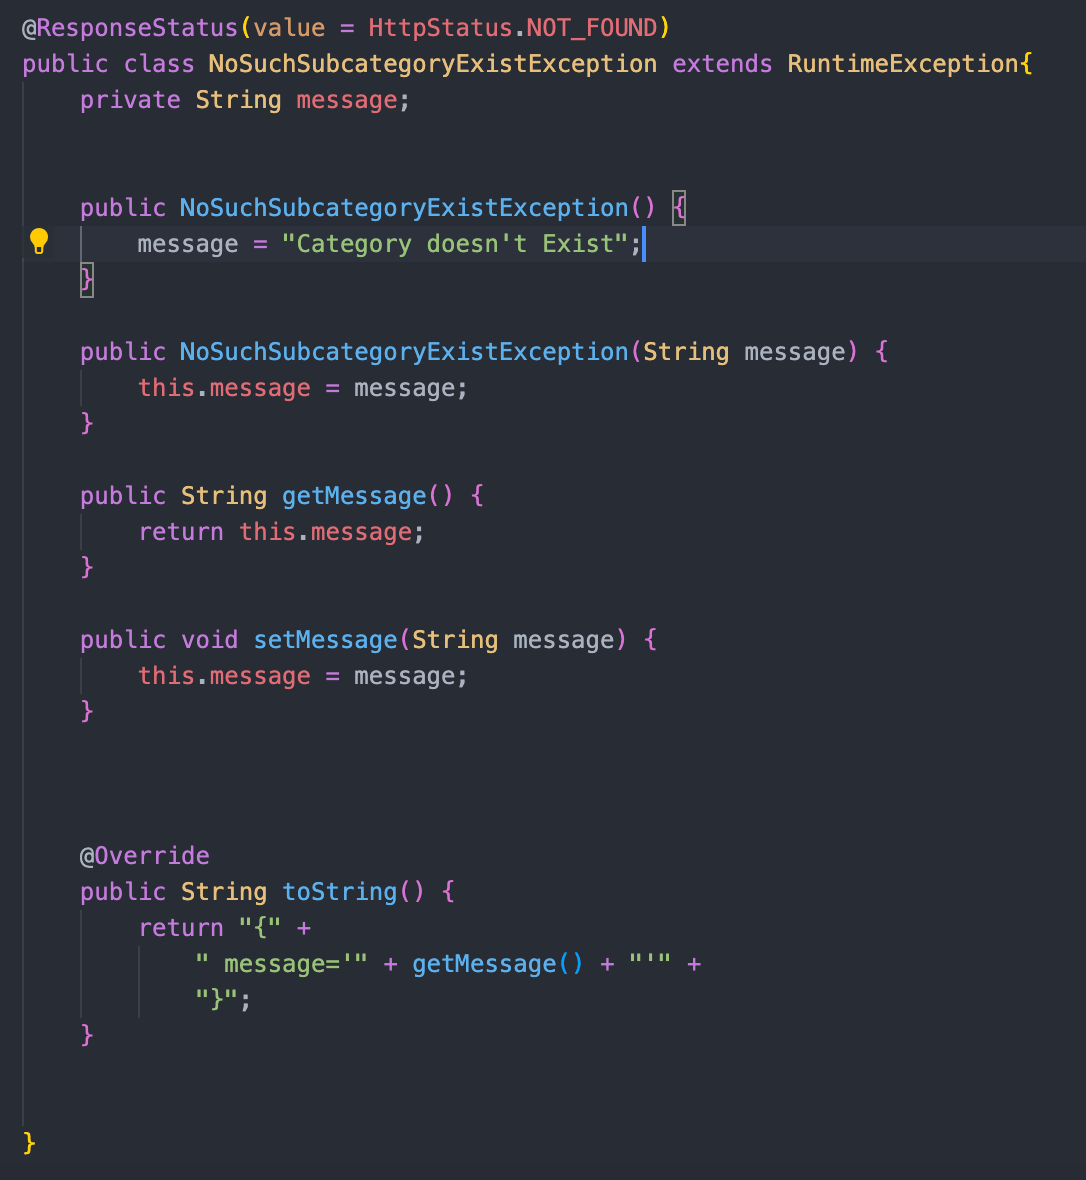 @ResponseStatus(value = HttpStatus.NOT_FOUND)
public class NoSuchSubcategoryExistException extends RuntimeException{
    private String message;
    public NoSuchSubcategoryExistException() {
        message = "Category doesn't Exist";
    }
    public NoSuchSubcategoryExistException(String message) {
        this.message = message;
    }
    public String getMessage() {
        return this.message;
    }
    public void setMessage(String message) {
        this.message = message;
    }
    @Override
    public String toString() {
        return "{" +
            " message='" + getMessage() + "'" +
            "}";
    }
}